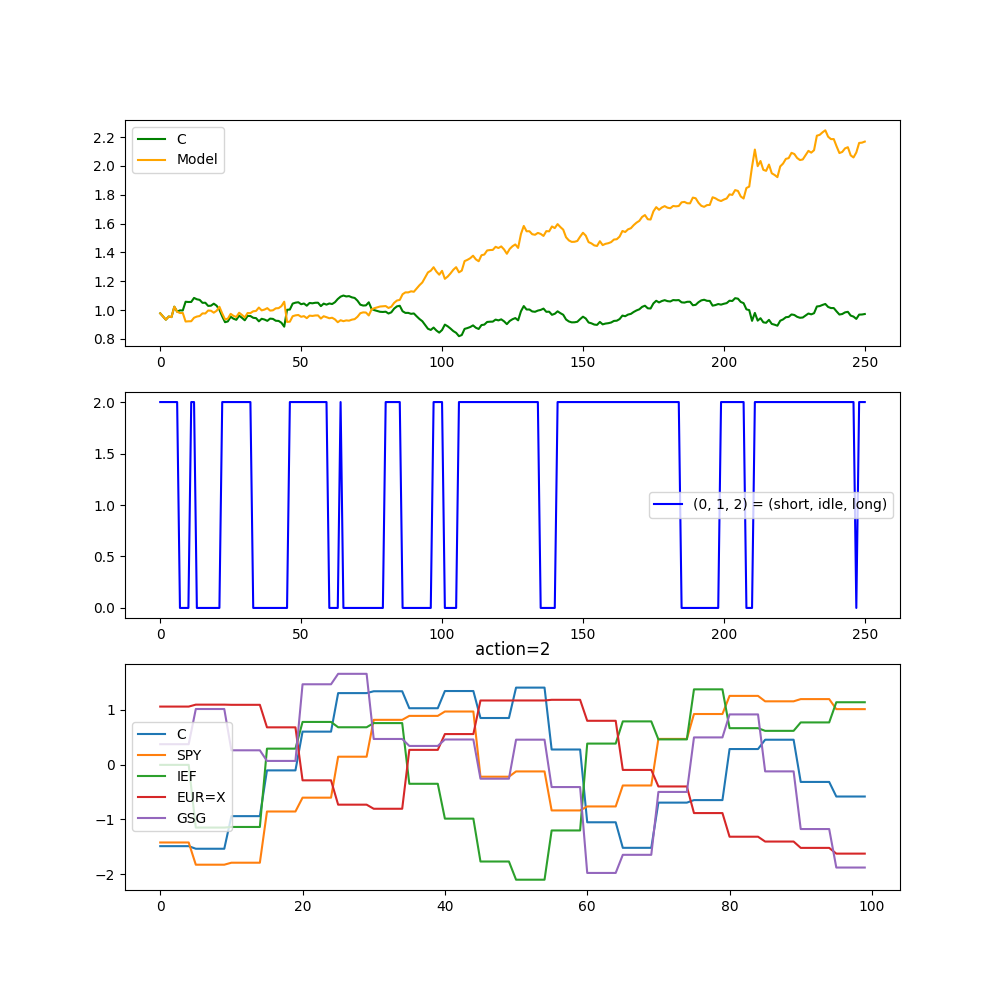 C
Model
2.2
2.0
1.8
1.6
1.4
1.2
1.0
0.8
0 50 100 150 200 250
2.0
1.5
1.0
0.5
0.0
(0, 1, 2) = (short, idle, long)
0 50 100 150 200 250
action=2
1
0
−1
−2
C
SPY
IEF
EUR=X
GSG
0 20 40 60 80 100